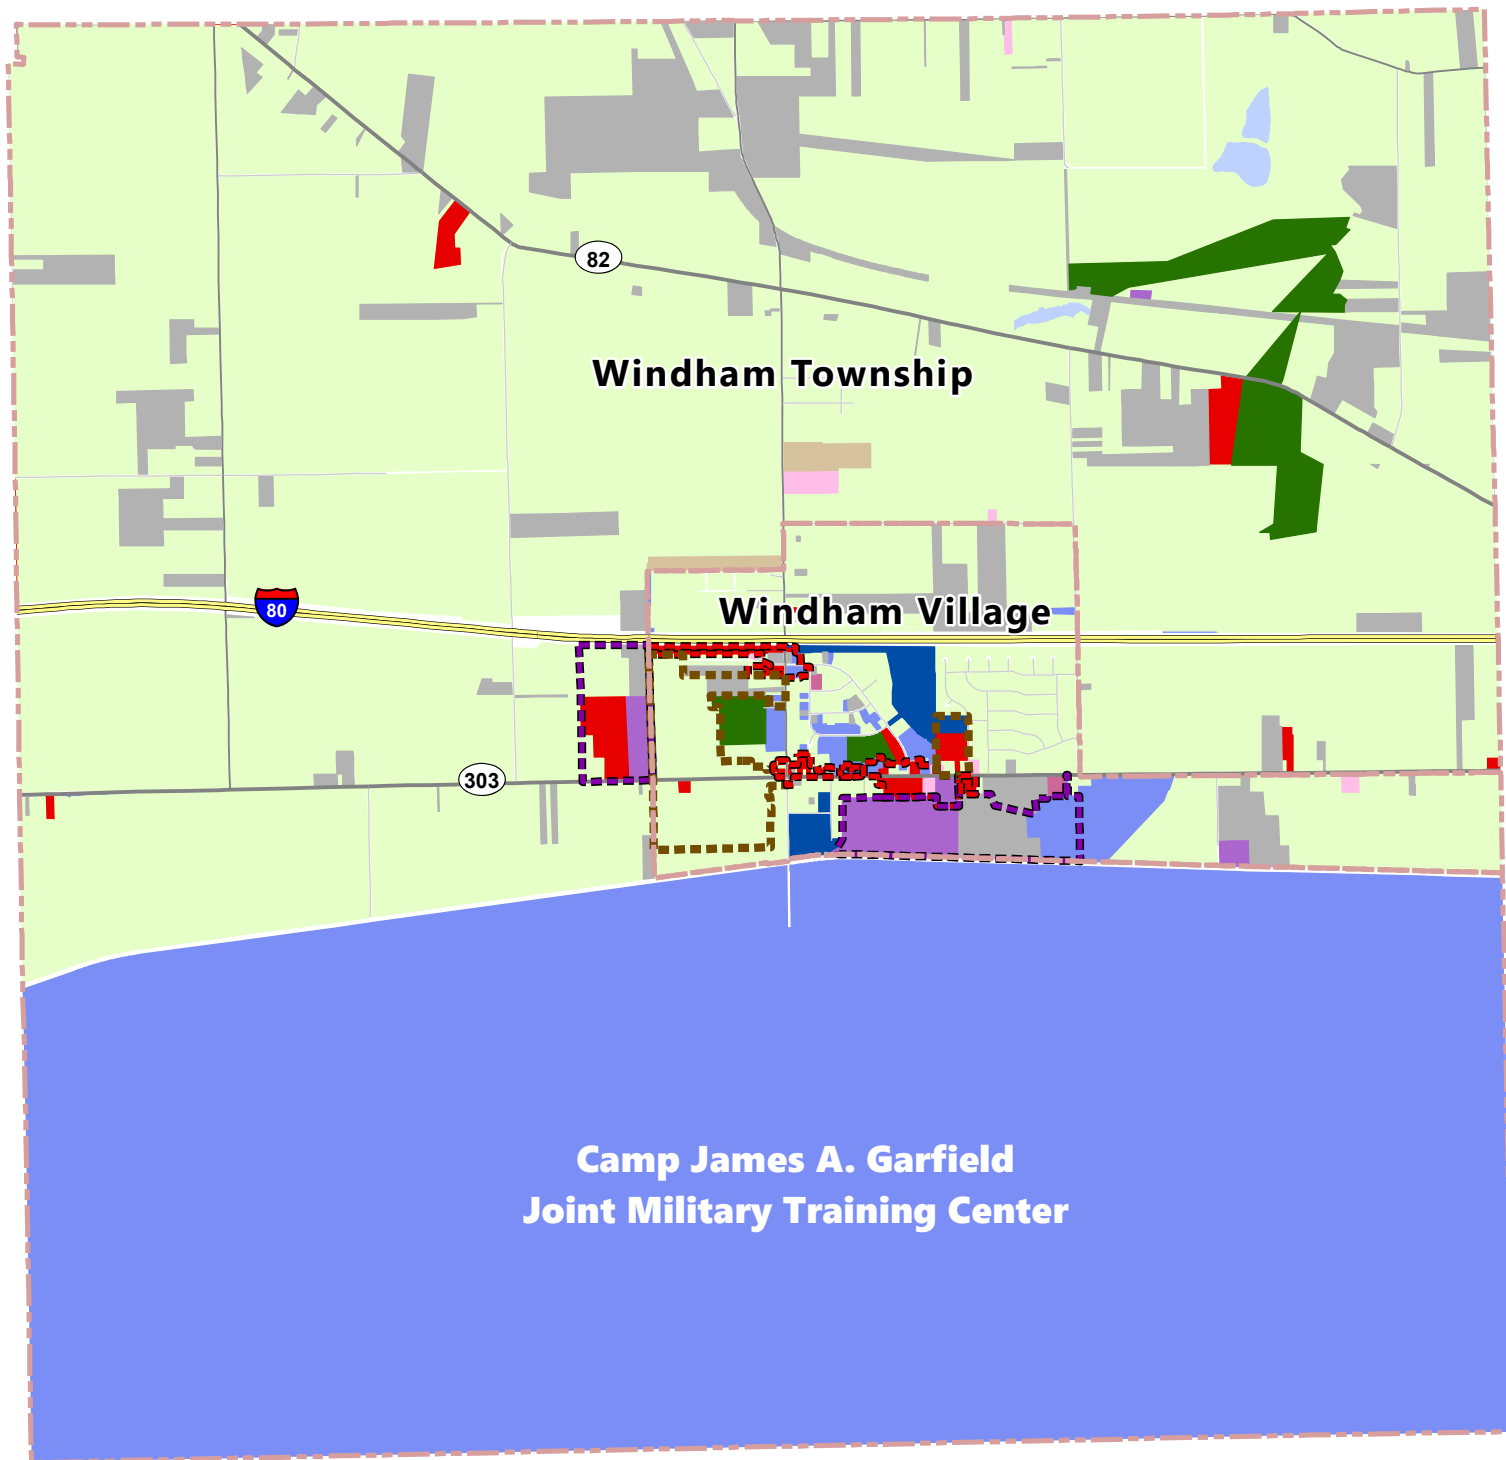 82
Windham Township
Windham Village
80
303
Camp James A. Garfield
Joint Military Training Center